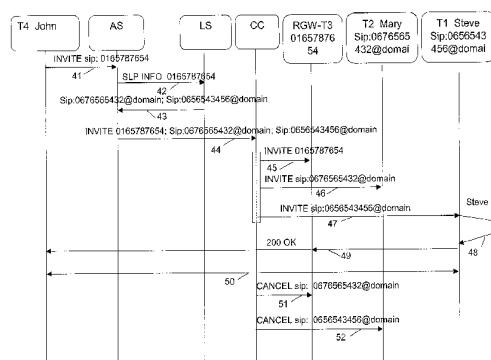 T4 John
AS
LS
CC
RGW-T3
01657876
54
T2 Mary
Sip:0676565
432@domai
T1 Steve
Sip:0656543
456@domai
INVITE sip: 0165787654
41
SLP INFO 0165787654
42
Sip:0676565432@domain; Sip:0656543456@domain
43
INVITE 0165787654; Sip:0676565432@domain; Sip:0656543456@domain
44
INVITE 0165787654
45
INVITE sip:0676565432@domain
46
INVITE sip:0656543456@domain
47
Steve
48
200 OK
49
50
CANCEL sip: 0676565432@domain
51
CANCEL sip: 0656543456@domain
52